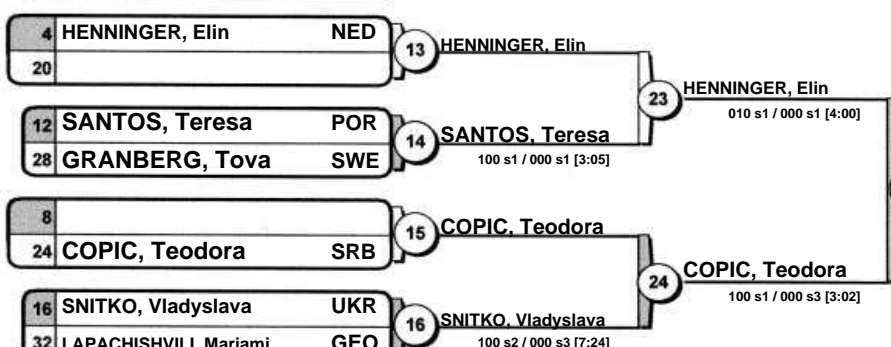 4 HENNINGER, Elin NED
20
13 HENNINGER, Elin
23 HENNINGER, Elin
010 s1 / 000 s1 [4:00]
12 SANTOS, Teresa POR
28 GRANBERG, Tova SWE
14 SANTOS, Teresa
100 s1 / 000 s1 [3:05]
8
24 COPIC, Teodora SRB
15 COPIC, Teodora
24 COPIC, Teodora
100 s1 / 000 s3 [3:02]
16 SNITKO, Vladyslava UKR
32 LAPACHISHVILI, Mariami GEO
16 SNITKO, Vladyslava
100 s2 / 000 s3 [7:24]